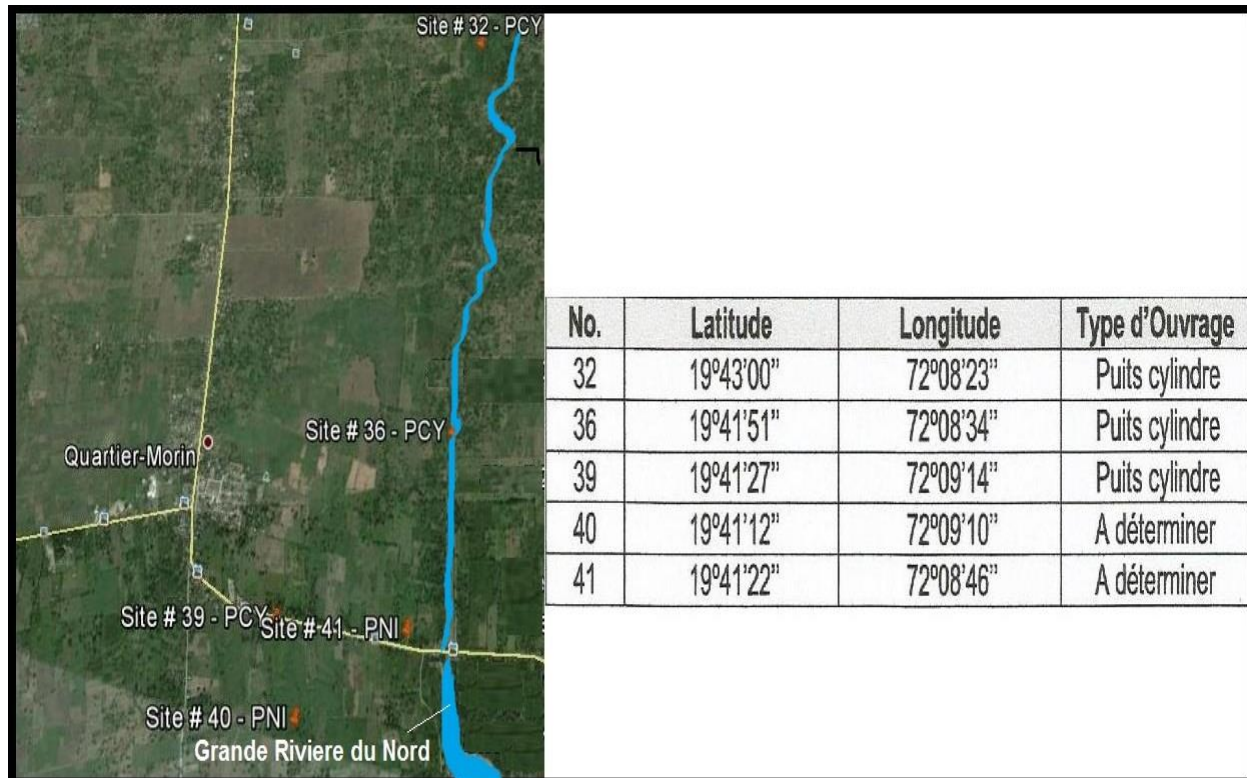 Site # 32 - PCY
Site # 36 - PCY
Quartier-Morin
Site # 39 - PCY
Site # 41 - PNI
Site # 40 - PNI
Grande Riviere du Nord
No. Latitude Longitude Type d'Ouvrage
32 19º43'00” 72º08'23” Puits cylindre
36 19º41'51” 72º08'34” Puits cylindre
39 19º41'27” 72º09'14” Puits cylindre
40 19º41'12” 72º09'10” A déterminer
41 19º41'22” 72º08'46” A déterminer